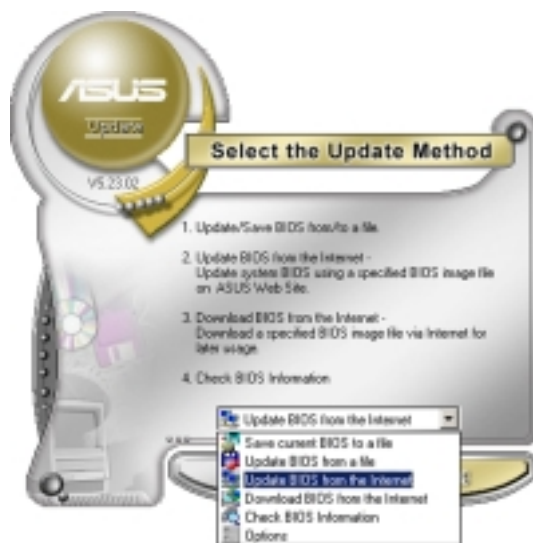 ASUS
Update
V5.23.02
Select the Update Method
1. Update/Save BIOS from/to a file.
2. Update BIOS from the Internet -
Update system BIOS using a specified BIOS image file
on ASUS Web Site.
3. Download BIOS from the Internet -
Download a specified BIOS image file via Internet for
later usage.
4. Check BIOS Information
Update BIOS from the Internet
Save current BIOS to a file
Update BIOS from a file
Update BIOS from the Internet
Download BIOS from the Internet
Check BIOS Information
Options